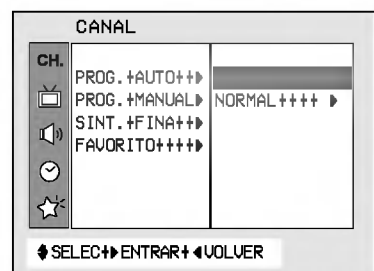 CANAL
CH.
PROG.+AUTO++▶
PROG.+MANUAL▶ NORMAL++++ ▶
SINT.+FINA++▶
FAVORITO++++▶
♦SELEC+▶ENTRAR+◀VOLVER